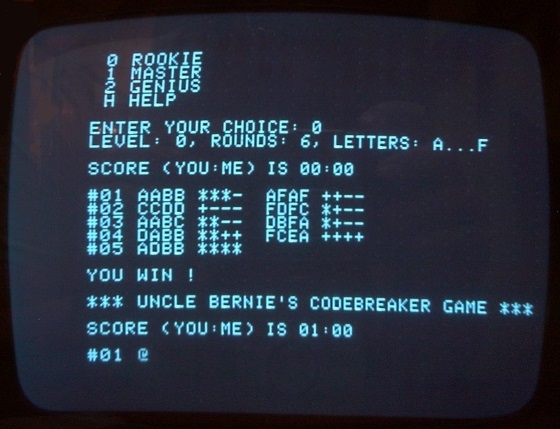 0 ROOKIE
1 MASTER
2 GENIUS
H HELP
ENTER YOUR CHOICE: 0
LEVEL: 0, ROUNDS: 6, LETTERS: A...F
SCORE (YOU:ME) IS 00:00
#01 AABB ***- AFAF ++--
#02 CCDD +--- FDFC *+--
#03 AABC **-- DBFA *+--
#04 DABB **++ FCEA ++++
#05 ADBB ****
YOU WIN !
*** UNCLE BERNIE'S CODEBREAKER GAME ***
SCORE (YOU:ME) IS 01:00
#01 @